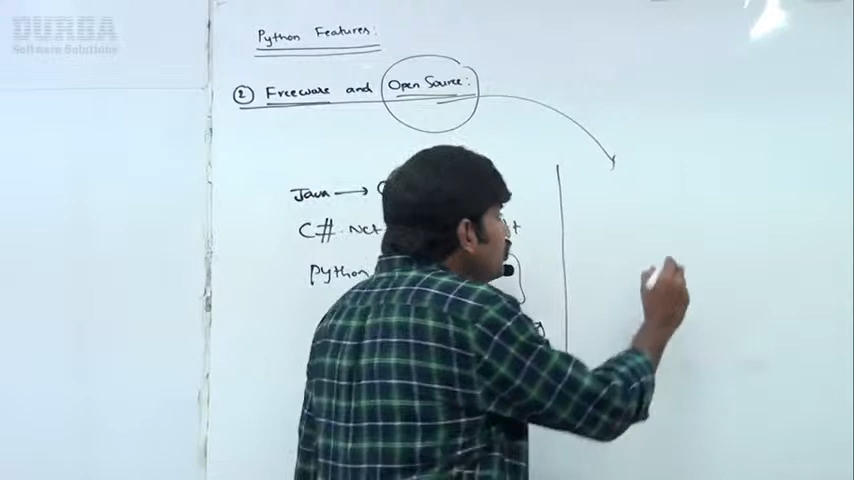 DURGA
Software Solutions
Python Features:
② Freeware and Open Source:
Java →
C# .Net
Python